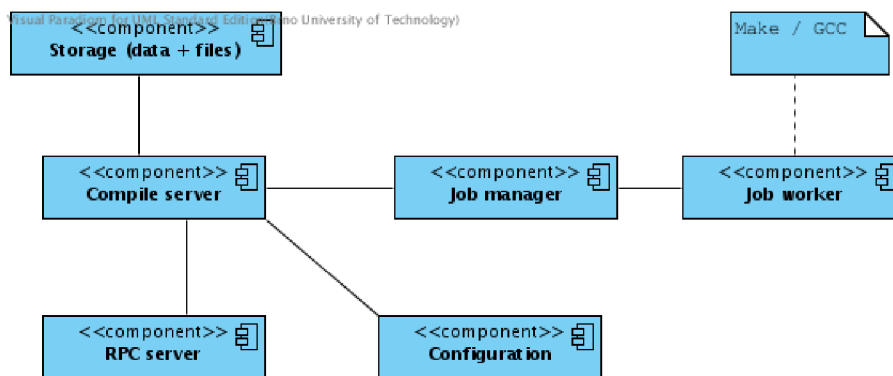 Visual Paradigm for UML Standard Edition(Brno University of Technology)
<<component>>
Storage (data + files)
Make / GCC
<<component>>
Compile server
<<component>>
Job manager
<<component>>
Job worker
<<component>>
RPC server
<<component>>
Configuration